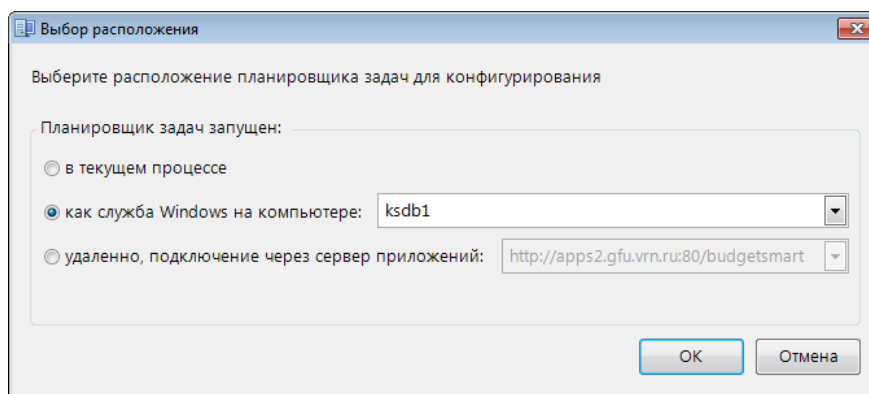 Выбор расположения
Выберите расположение планировщика задач для конфигурирования
Планировщик задач запущен:
в текущем процессе
как служба Windows на компьютере: ksdb1
удаленно, подключение через сервер приложений: http://apps2.gfu.vrn.ru:80/budgetsmart
ОК Отмена